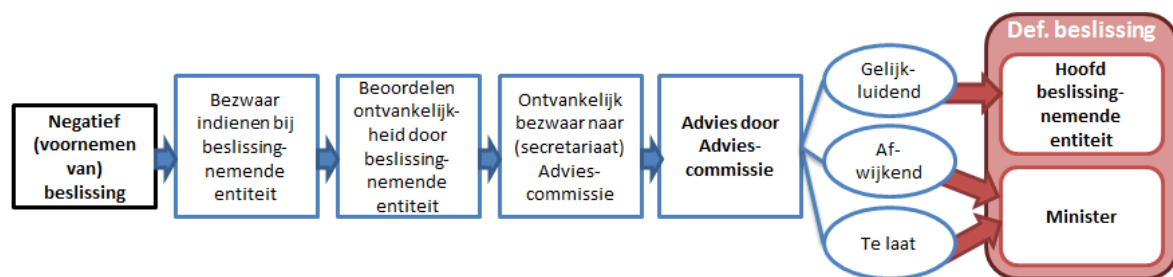 Negatief
(voornemen
van)
beslissing
Bezwaar
indienen bij
beslissing-
nemende
entiteit
Beoordelen
ontvankelijk-
heid door
beslissing-
nemende
entiteit
Ontvankelijk
bezwaar naar
(secretariaat)
Advies-
commissie
Advies door
Advies-
commissie
Gelijk-
luidend
Af-
wijkend
Te laat
Def. beslissing
Hoofd
beslissing-
nemende
entiteit
Minister